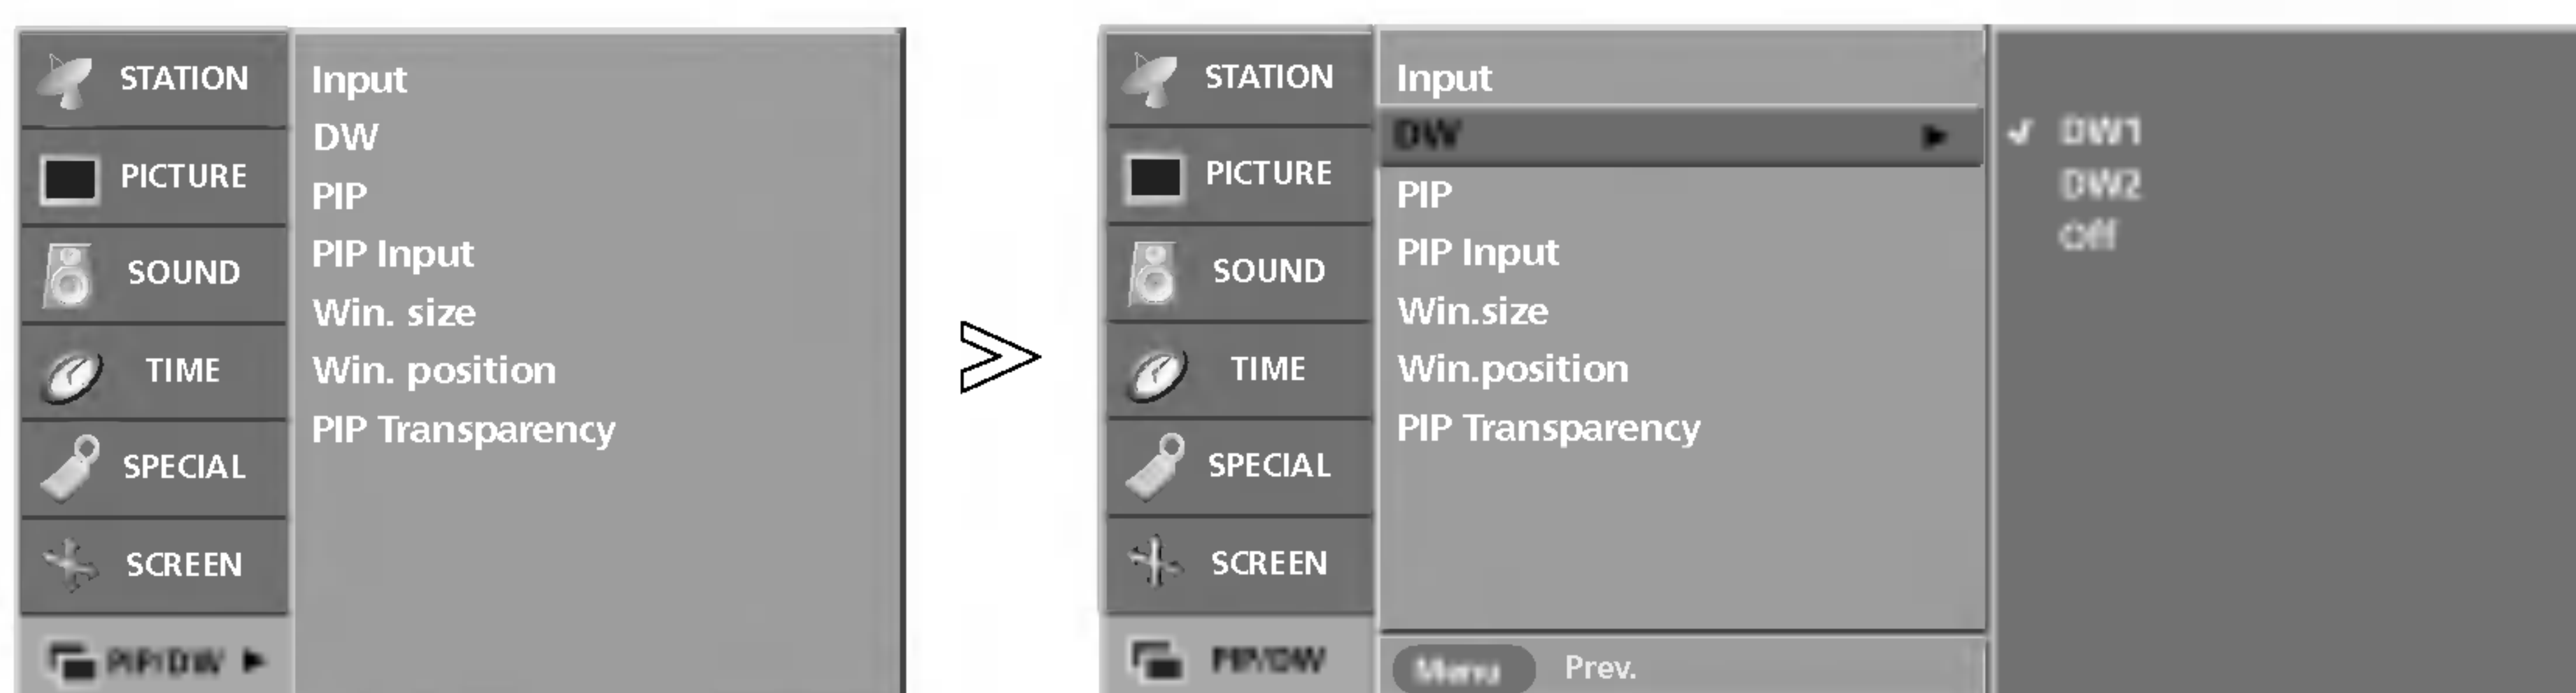 STATION
PICTURE
SOUND
TIME
SPECIAL
SCREEN
PIP/DW
Input
DW
PIP
PIP Input
Win. size
Win. position
PIP Transparency
STATION
PICTURE
SOUND
TIME
SPECIAL
SCREEN
PIP/DW
Input
DW
PIP
PIP Input
Win.size
Win.position
PIP Transparency
Menu Prev.
DW1
DW2
Off